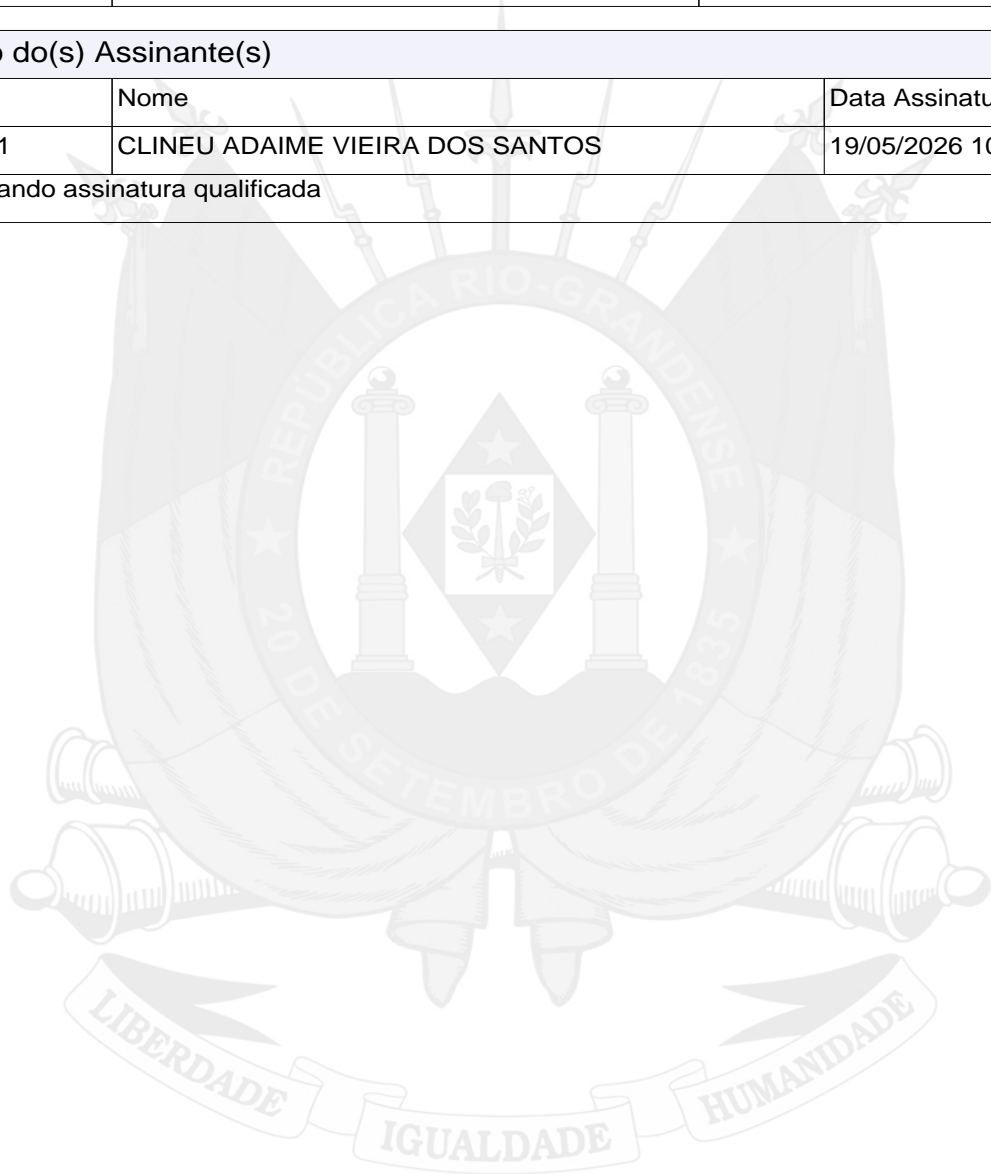 o do(s) Assinante(s)
Nome
Data Assinatu
1
CLINEU ADAIME VIEIRA DOS SANTOS
19/05/2026 10
ando assinatura qualificada
REPÚBLICA RIO-GRANDENSE
20 DE SETEMBRO DE 1835
LIBERDADE
IGUALDADE
HUMANIDADE